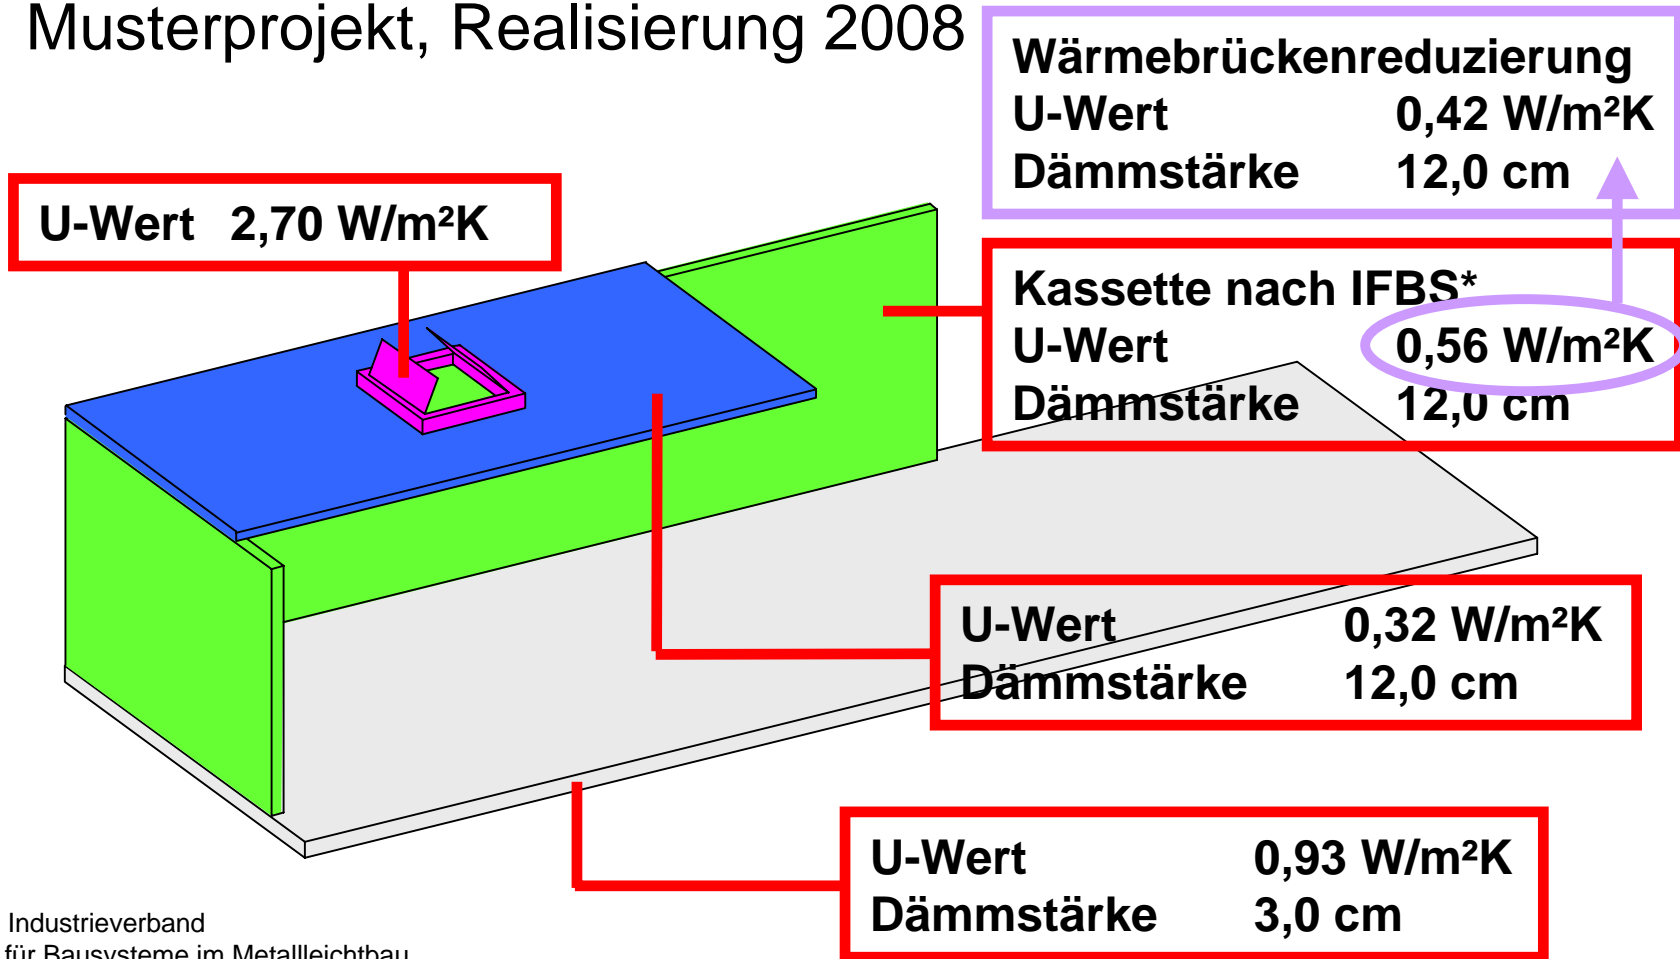 Musterprojekt, Realisierung 2008
Wärmebrückenreduzierung
U-Wert 0,42 W/m²K
Dämmstärke 12,0 cm
U-Wert 2,70 W/m²K
Kassette nach IFBS*
U-Wert 0,56 W/m²K
Dämmstärke 12,0 cm
U-Wert 0,32 W/m²K
Dämmstärke 12,0 cm
U-Wert 0,93 W/m²K
Dämmstärke 3,0 cm
Industrieverband
für Bausysteme im Metallleichtbau